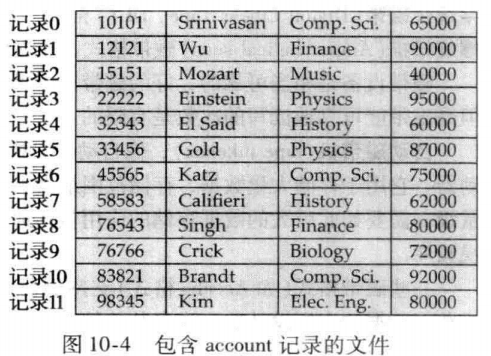 记录0 10101 Srinivasan Comp. Sci. 65000
记录1 12121 Wu Finance 90000
记录2 15151 Mozart Music 40000
记录3 22222 Einstein Physics 95000
记录4 32343 El Said History 60000
记录5 33456 Gold Physics 87000
记录6 45565 Katz Comp. Sci. 75000
记录7 58583 Califieri History 62000
记录8 76543 Singh Finance 80000
记录9 76766 Crick Biology 72000
记录10 83821 Brandt Comp. Sci. 92000
记录11 98345 Kim Elec. Eng. 80000
图 10-4 包含 account 记录的文件